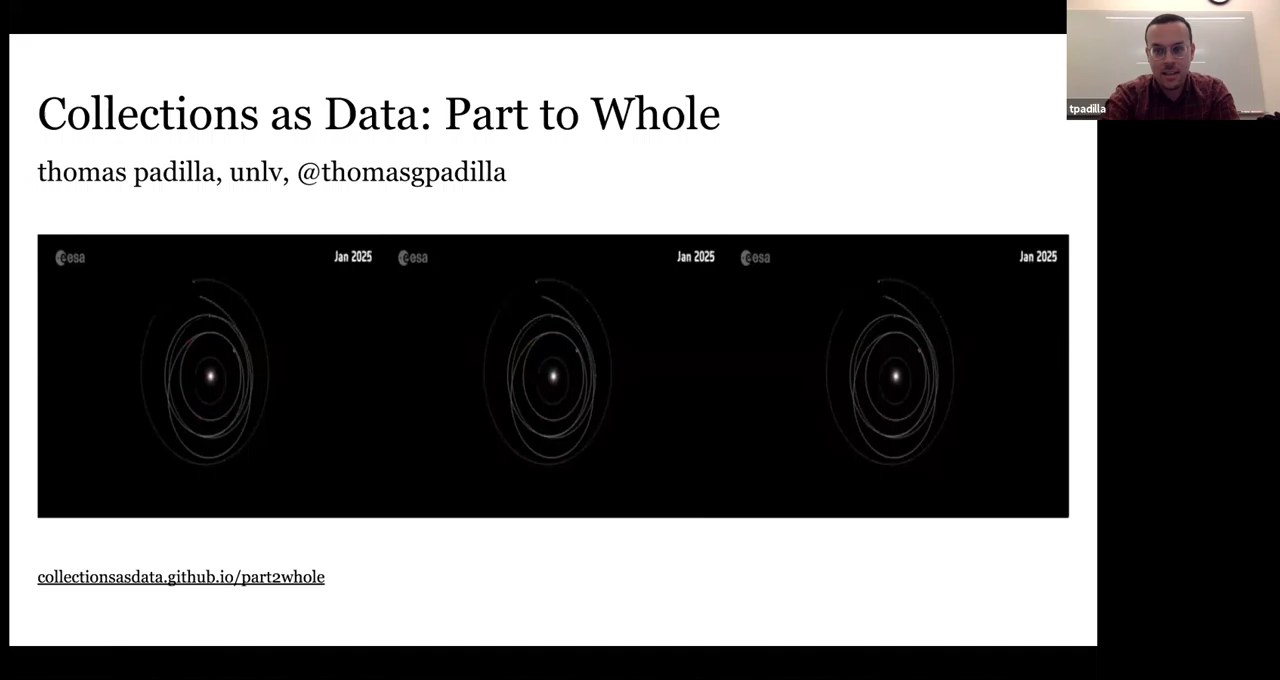 Collections as Data: Part to Whole
thomas padilla, unlv, @thomasgpadilla
esa Jan 2025 esa Jan 2025 esa Jan 2025
collectionsasdata.github.io/part2whole
tpadilla